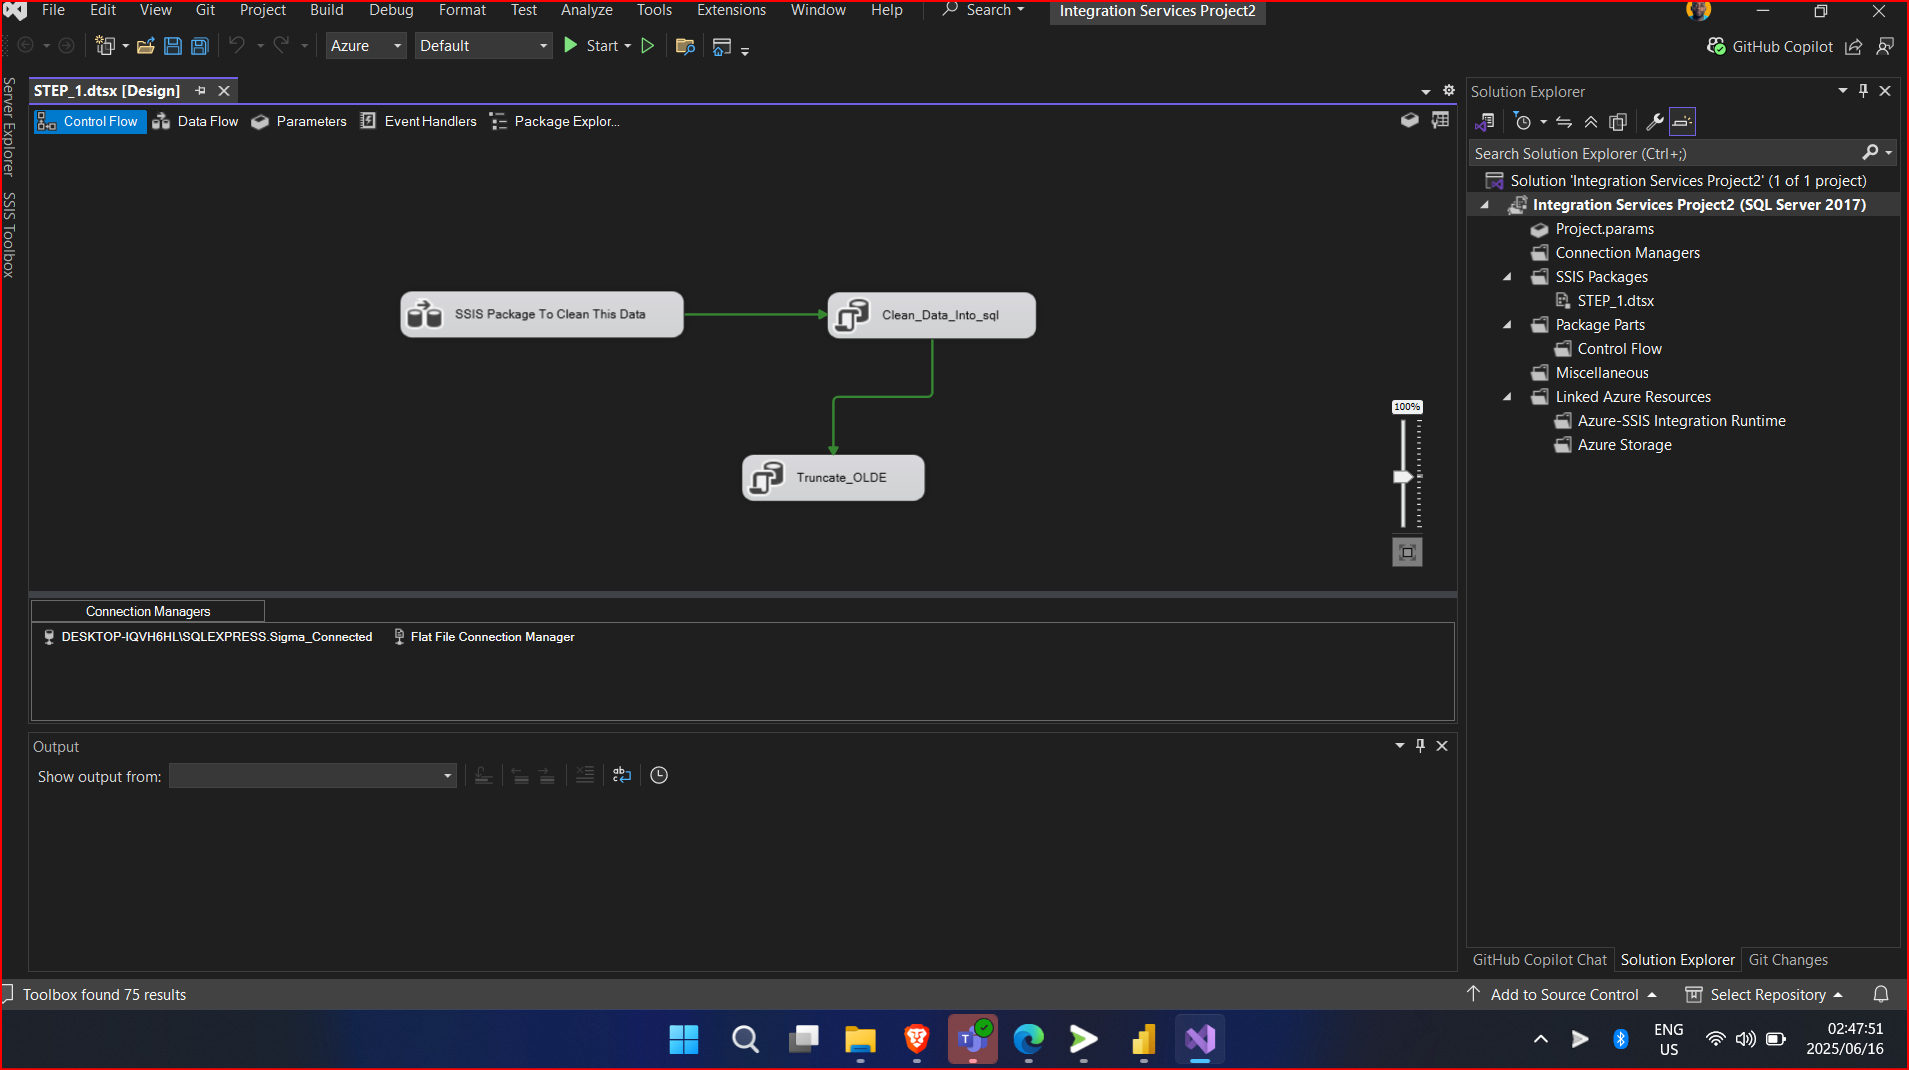 File Edit View Git Project Build Debug Format Test Analyze Tools Extensions Window Help Search Integration Services Project2
Azure Default Start GitHub Copilot
Server Explorer
SSIS Toolbox
STEP_1.dtsx [Design]
Control Flow Data Flow Parameters Event Handlers Package Explor...
SSIS Package To Clean This Data
Clean_Data_Into_sql
Truncate_OLDE
100%
Connection Managers
DESKTOP-IQVH6HL\SQLEXPRESS.Sigma_Connected Flat File Connection Manager
Output
Show output from:
Solution Explorer
Search Solution Explorer (Ctrl+;)
Solution 'Integration Services Project2' (1 of 1 project)
Integration Services Project2 (SQL Server 2017)
Project.params
Connection Managers
SSIS Packages
STEP_1.dtsx
Package Parts
Control Flow
Miscellaneous
Linked Azure Resources
Azure-SSIS Integration Runtime
Azure Storage
GitHub Copilot Chat Solution Explorer Git Changes
Toolbox found 75 results Add to Source Control Select Repository
ENG
US
02:47:51
2025/06/16